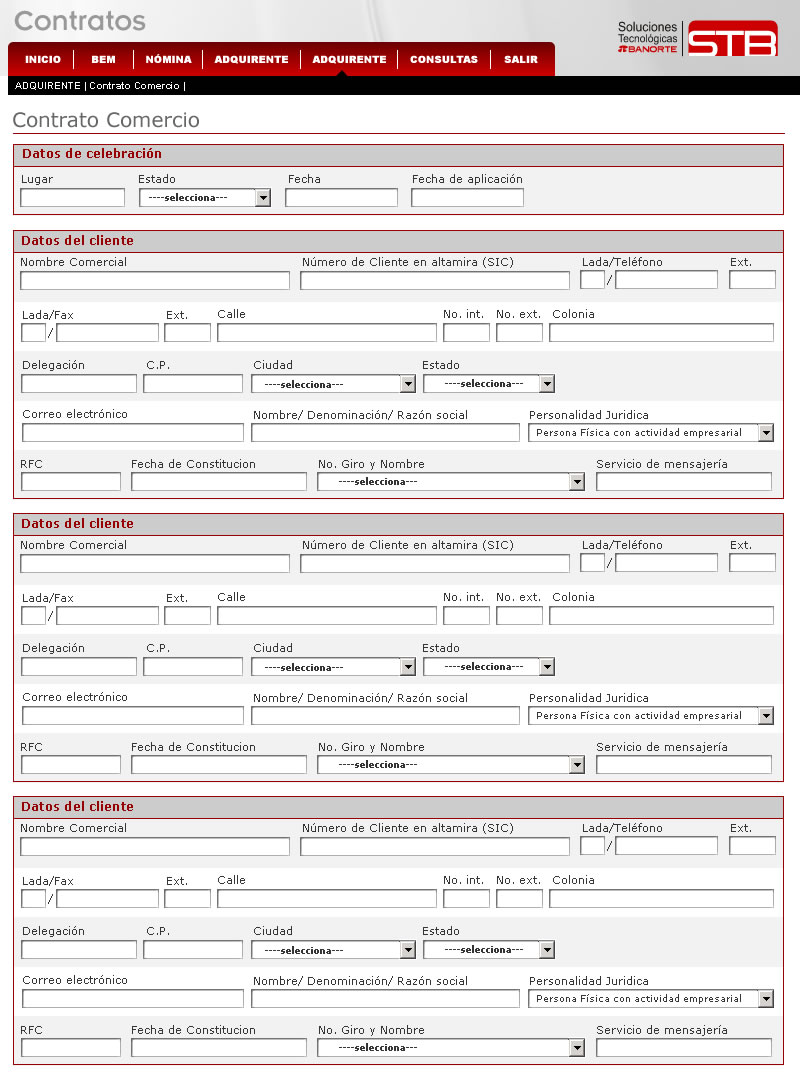 Contratos
Soluciones
Tecnológicas
BANORTE
STB
INICIO BEM NÓMINA ADQUIRENTE ADQUIRENTE CONSULTAS SALIR
ADQUIRENTE | Contrato Comercio |
Contrato Comercio
Datos de celebración
Lugar Estado Fecha Fecha de aplicación
----selecciona---
Datos del cliente
Nombre Comercial Número de Cliente en altamira (SIC) Lada/Teléfono Ext.
/
Lada/Fax Ext. Calle No. int. No. ext. Colonia
/
Delegación C.P. Ciudad Estado
----selecciona--- ----selecciona---
Correo electrónico Nombre/ Denominación/ Razón social Personalidad Juridica
Persona Física con actividad empresarial
RFC Fecha de Constitucion No. Giro y Nombre Servicio de mensajería
----selecciona---
Datos del cliente
Nombre Comercial Número de Cliente en altamira (SIC) Lada/Teléfono Ext.
/
Lada/Fax Ext. Calle No. int. No. ext. Colonia
/
Delegación C.P. Ciudad Estado
----selecciona--- ----selecciona---
Correo electrónico Nombre/ Denominación/ Razón social Personalidad Juridica
Persona Física con actividad empresarial
RFC Fecha de Constitucion No. Giro y Nombre Servicio de mensajería
----selecciona---
Datos del cliente
Nombre Comercial Número de Cliente en altamira (SIC) Lada/Teléfono Ext.
/
Lada/Fax Ext. Calle No. int. No. ext. Colonia
/
Delegación C.P. Ciudad Estado
----selecciona--- ----selecciona---
Correo electrónico Nombre/ Denominación/ Razón social Personalidad Juridica
Persona Física con actividad empresarial
RFC Fecha de Constitucion No. Giro y Nombre Servicio de mensajería
----selecciona---